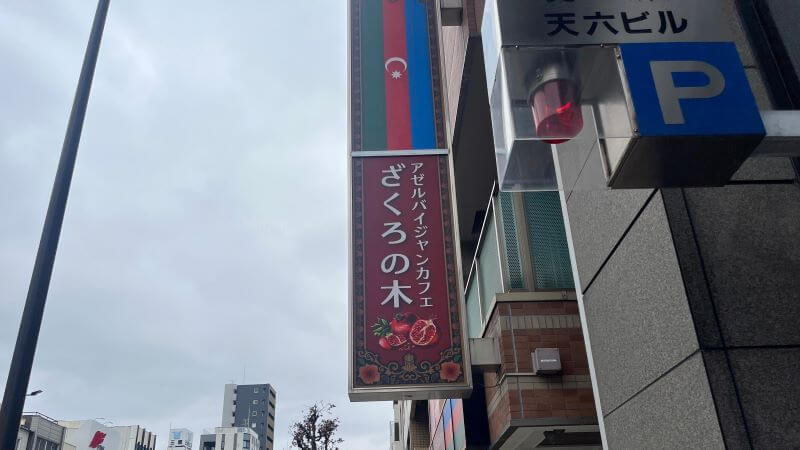 天六ビル
P
アゼルバイジャンカフェ
ざくろの木